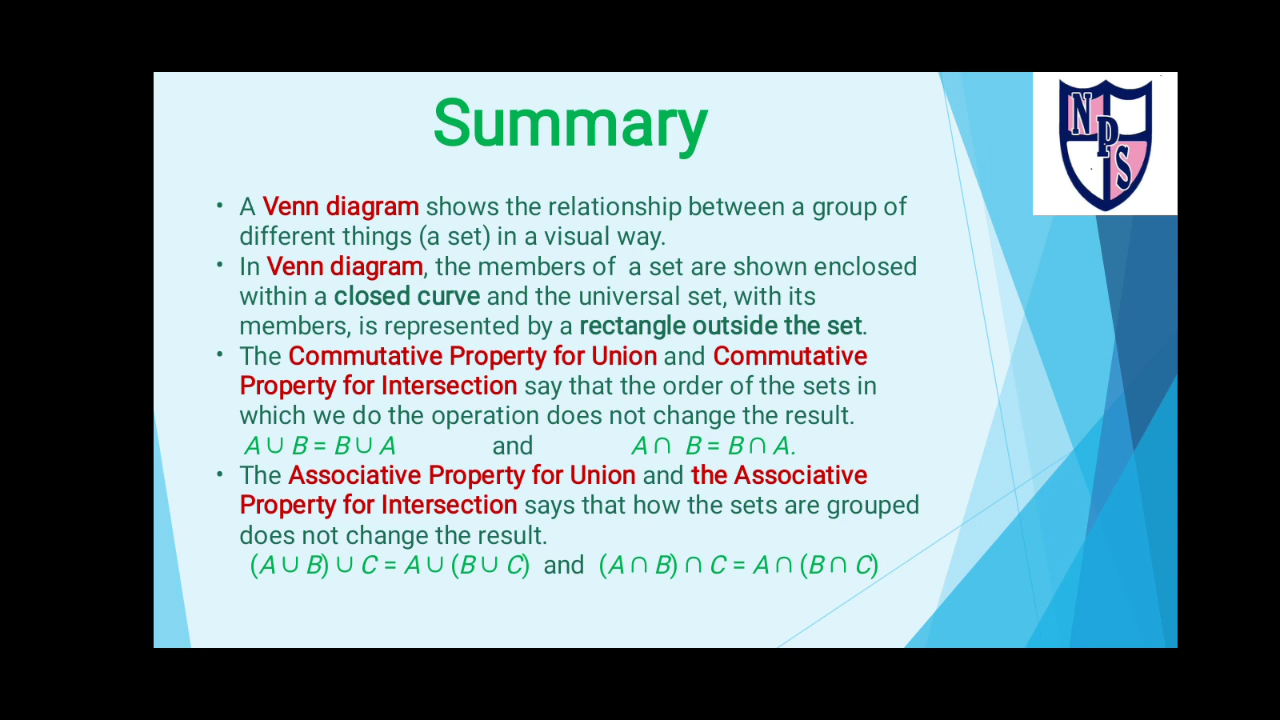 Summary
NPS
• A Venn diagram shows the relationship between a group of
different things (a set) in a visual way.
• In Venn diagram, the members of  a set are shown enclosed
within a closed curve and the universal set, with its
members, is represented by a rectangle outside the set.
• The Commutative Property for Union and Commutative
Property for Intersection say that the order of the sets in
which we do the operation does not change the result.
A ∪ B = B ∪ A and A ∩ B = B ∩ A.
• The Associative Property for Union and the Associative
Property for Intersection says that how the sets are grouped
does not change the result.
(A ∪ B) ∪ C = A ∪ (B ∪ C) and (A ∩ B) ∩ C = A ∩ (B ∩ C)